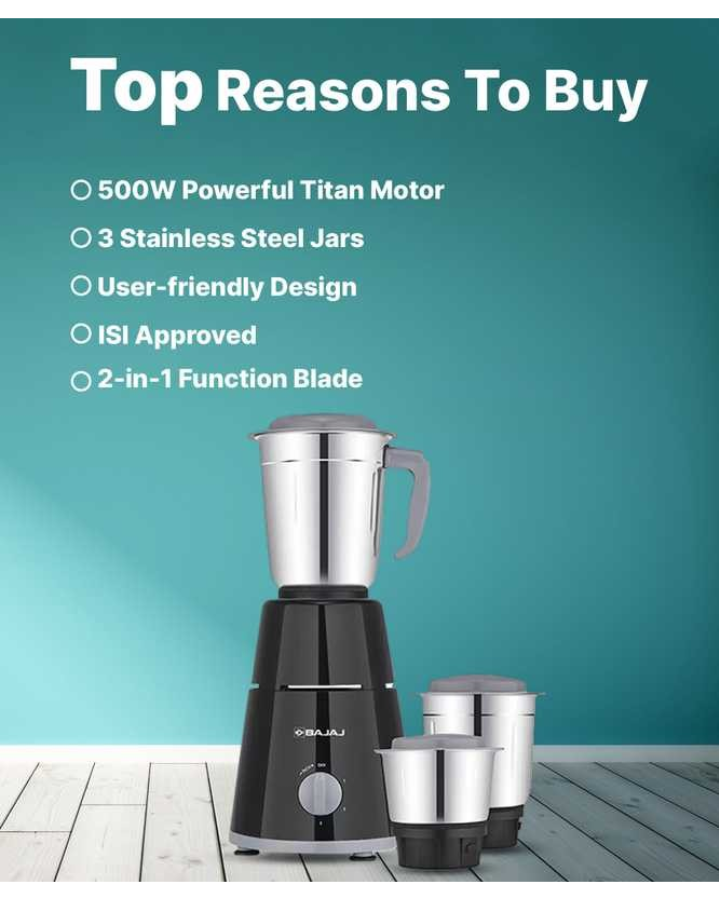 Top Reasons To Buy
500W Powerful Titan Motor
3 Stainless Steel Jars
User-friendly Design
ISI Approved
2-in-1 Function Blade
BAJAJ